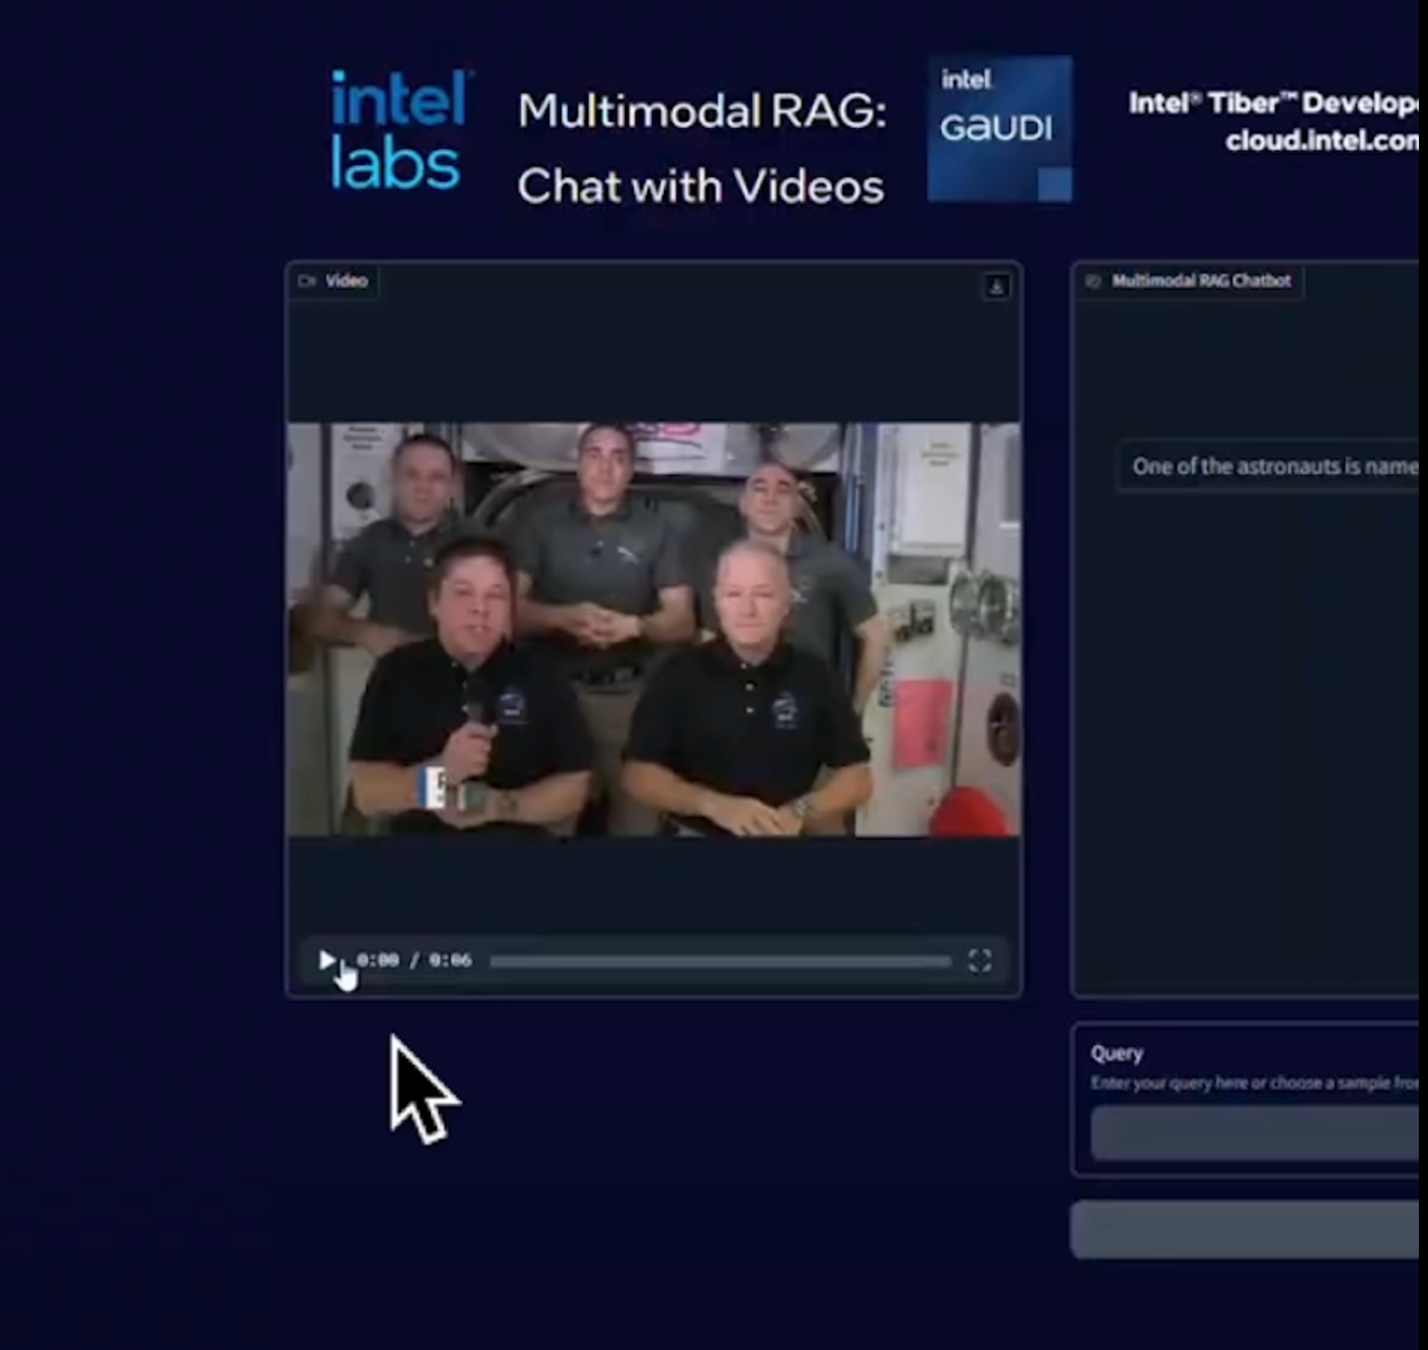 intel
labs
Multimodal RAG:
Chat with Videos
intel
GAUDI
Intel® Tiber™ Develop
cloud.intel.com
Video
Multimodal RAG Chatbot
One of the astronauts is name
0:00 / 0:06
Query
Enter your query here or choose a sample from